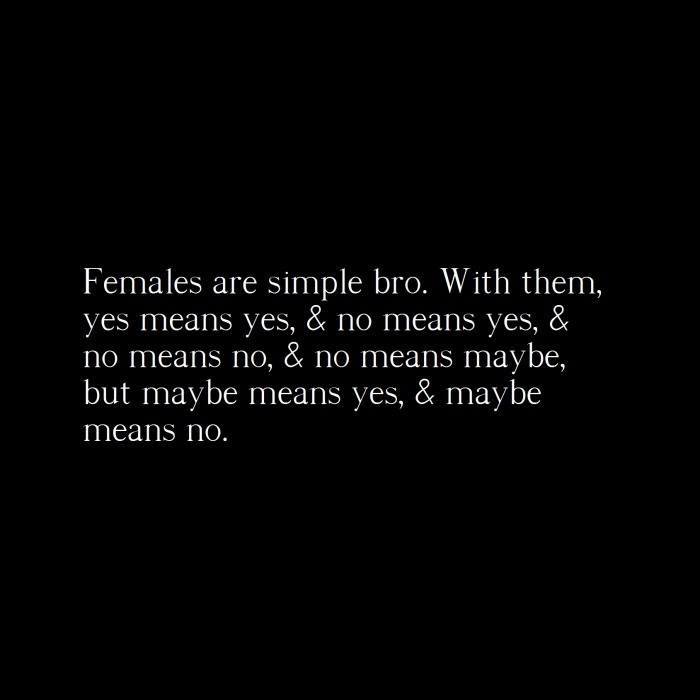 Females are simple bro. With them,
yes means yes, & no means yes, &
no means no, & no means maybe,
but maybe means yes, & maybe
means no.